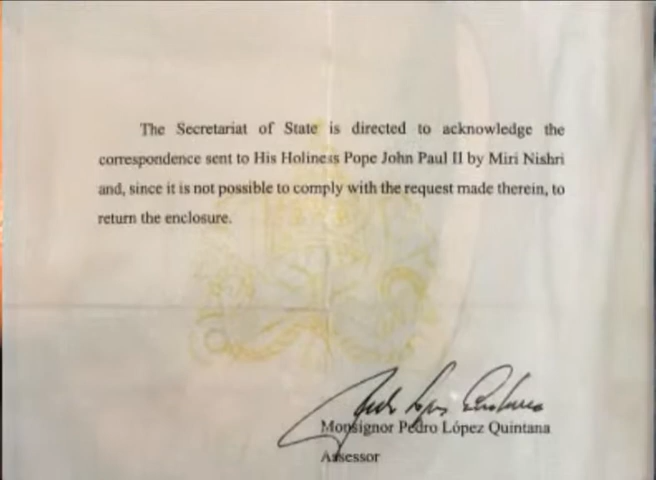 The Secretariat of State is directed to acknowledge the
correspondence sent to His Holiness Pope John Paul II by Miri Nishri
and, since it is not possible to comply with the request made therein, to
return the enclosure.
Monsignor Pedro López Quintana
Assessor